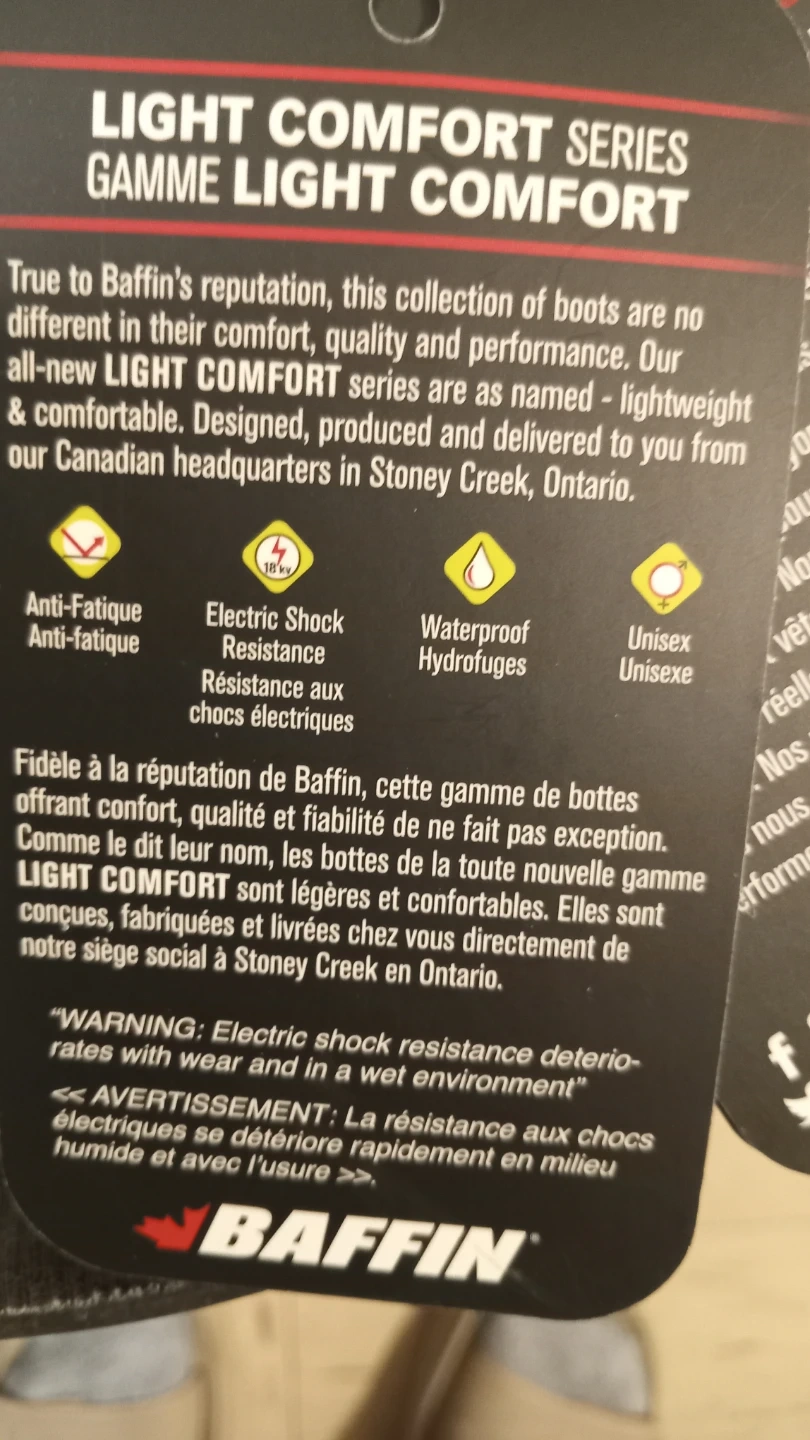 LIGHT COMFORT SERIES
GAMME LIGHT COMFORT
True to Baffin's reputation, this collection of boots are no
different in their comfort, quality and performance. Our
all-new LIGHT COMFORT series are as named - lightweight
& comfortable. Designed, produced and delivered to you from
our Canadian headquarters in Stoney Creek, Ontario.
18 kv
Anti-Fatique
Anti-fatique
Electric Shock
Resistance
Résistance aux
chocs électriques
Waterproof
Hydrofuges
Unisex
Unisexe
Fidèle à la réputation de Baffin, cette gamme de bottes
offrant confort, qualité et fiabilité de ne fait pas exception.
Comme le dit leur nom, les bottes de la toute nouvelle gamme
LIGHT COMFORT sont légères et confortables. Elles sont
conçues, fabriquées et livrées chez vous directement de
notre siège social à Stoney Creek en Ontario.
"WARNING: Electric shock resistance deterio-
rates with wear and in a wet environment"
<< AVERTISSEMENT: La résistance aux chocs
électriques se détériore rapidement en milieu
humide et avec l'usure >>.
BAFFIN
Nos
nous